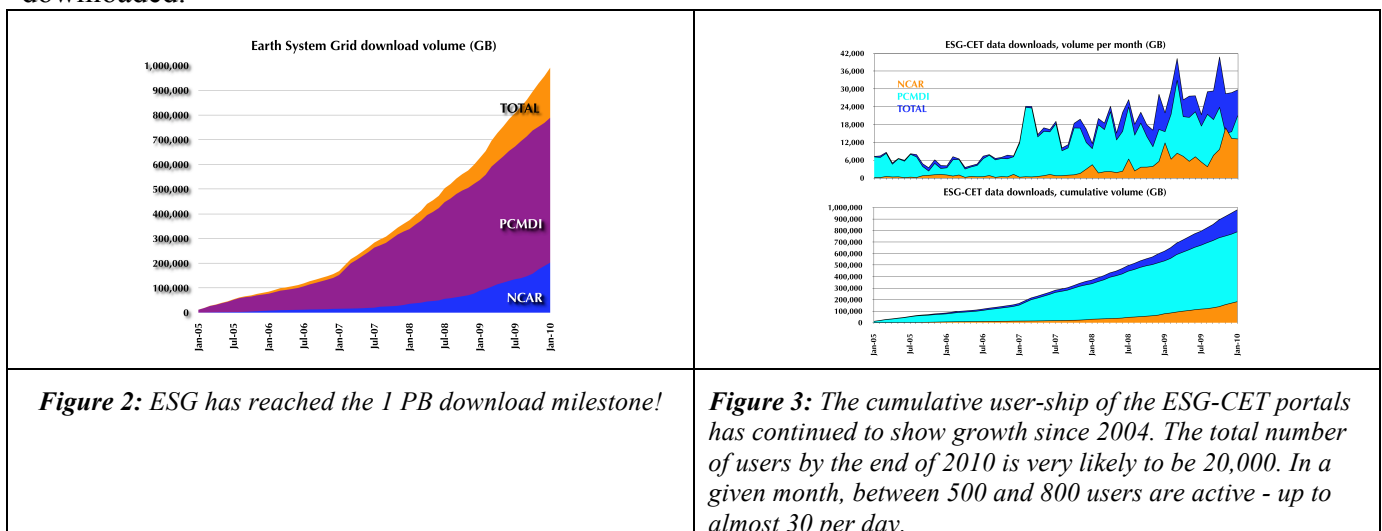 downloaded.
Earth System Grid download volume (GB)
1,000,000
900,000
800,000
700,000
600,000
500,000
400,000
300,000
200,000
100,000
0
TOTAL
PCMDI
NCAR
Jan-05
Jul-05
Jan-06
Jul-06
Jan-07
Jul-07
Jan-08
Jul-08
Jan-09
Jul-09
Jan-10
ESG-CET data downloads, volume per month (GB)
42,000
36,000
30,000
24,000
18,000
12,000
6,000
0
NCAR
PCMDI
TOTAL
ESG-CET data downloads, cumulative volume (GB)
1,000,000
900,000
800,000
700,000
600,000
500,000
400,000
300,000
200,000
100,000
0
Jan-05
Jul-05
Jan-06
Jul-06
Jan-07
Jul-07
Jan-08
Jul-08
Jan-09
Jul-09
Jan-10
Figure 2: ESG has reached the 1 PB download milestone!
Figure 3: The cumulative user-ship of the ESG-CET portals
has continued to show growth since 2004. The total number
of users by the end of 2010 is very likely to be 20,000. In a
given month, between 500 and 800 users are active - up to
almost 30 per day.